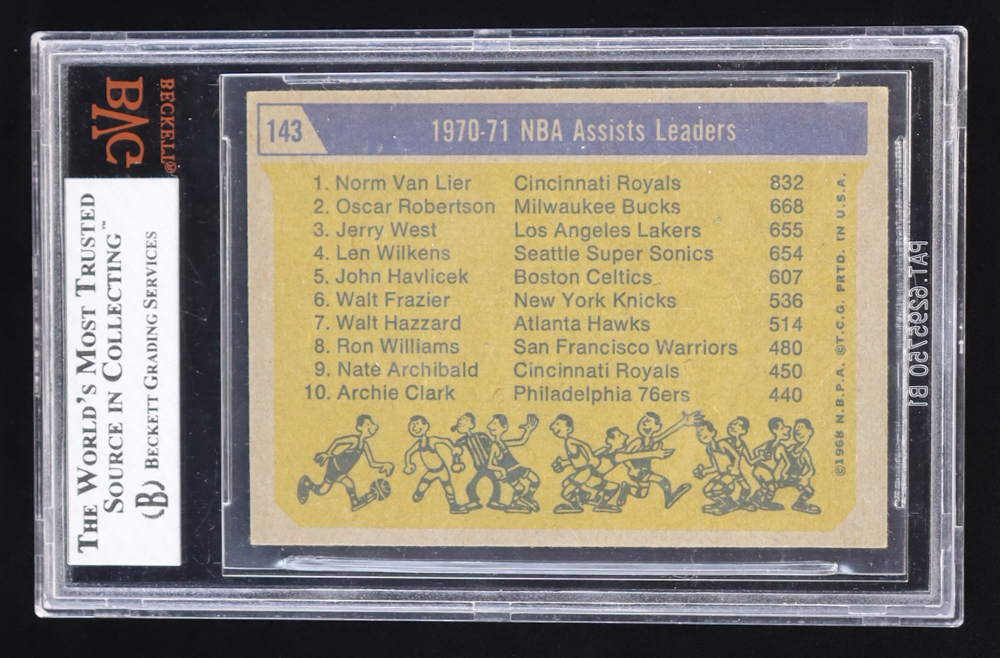 143 1970-71 NBA Assists Leaders
1. Norm Van Lier Cincinnati Royals 832
2. Oscar Robertson Milwaukee Bucks 668
3. Jerry West Los Angeles Lakers 655
4. Len Wilkens Seattle Super Sonics 654
5. John Havlicek Boston Celtics 607
6. Walt Frazier New York Knicks 536
7. Walt Hazzard Atlanta Hawks 514
8. Ron Williams San Francisco Warriors 480
9. Nate Archibald Cincinnati Royals 450
10. Archie Clark Philadelphia 76ers 440
©1968 N.B.P.A. ©T.C.G. PRTD. IN U.S.A.
BECKETT®
BVG
THE WORLD'S MOST TRUSTED
SOURCE IN COLLECTING™
(B) BECKETT GRADING SERVICES
PAT. 6295750 B1